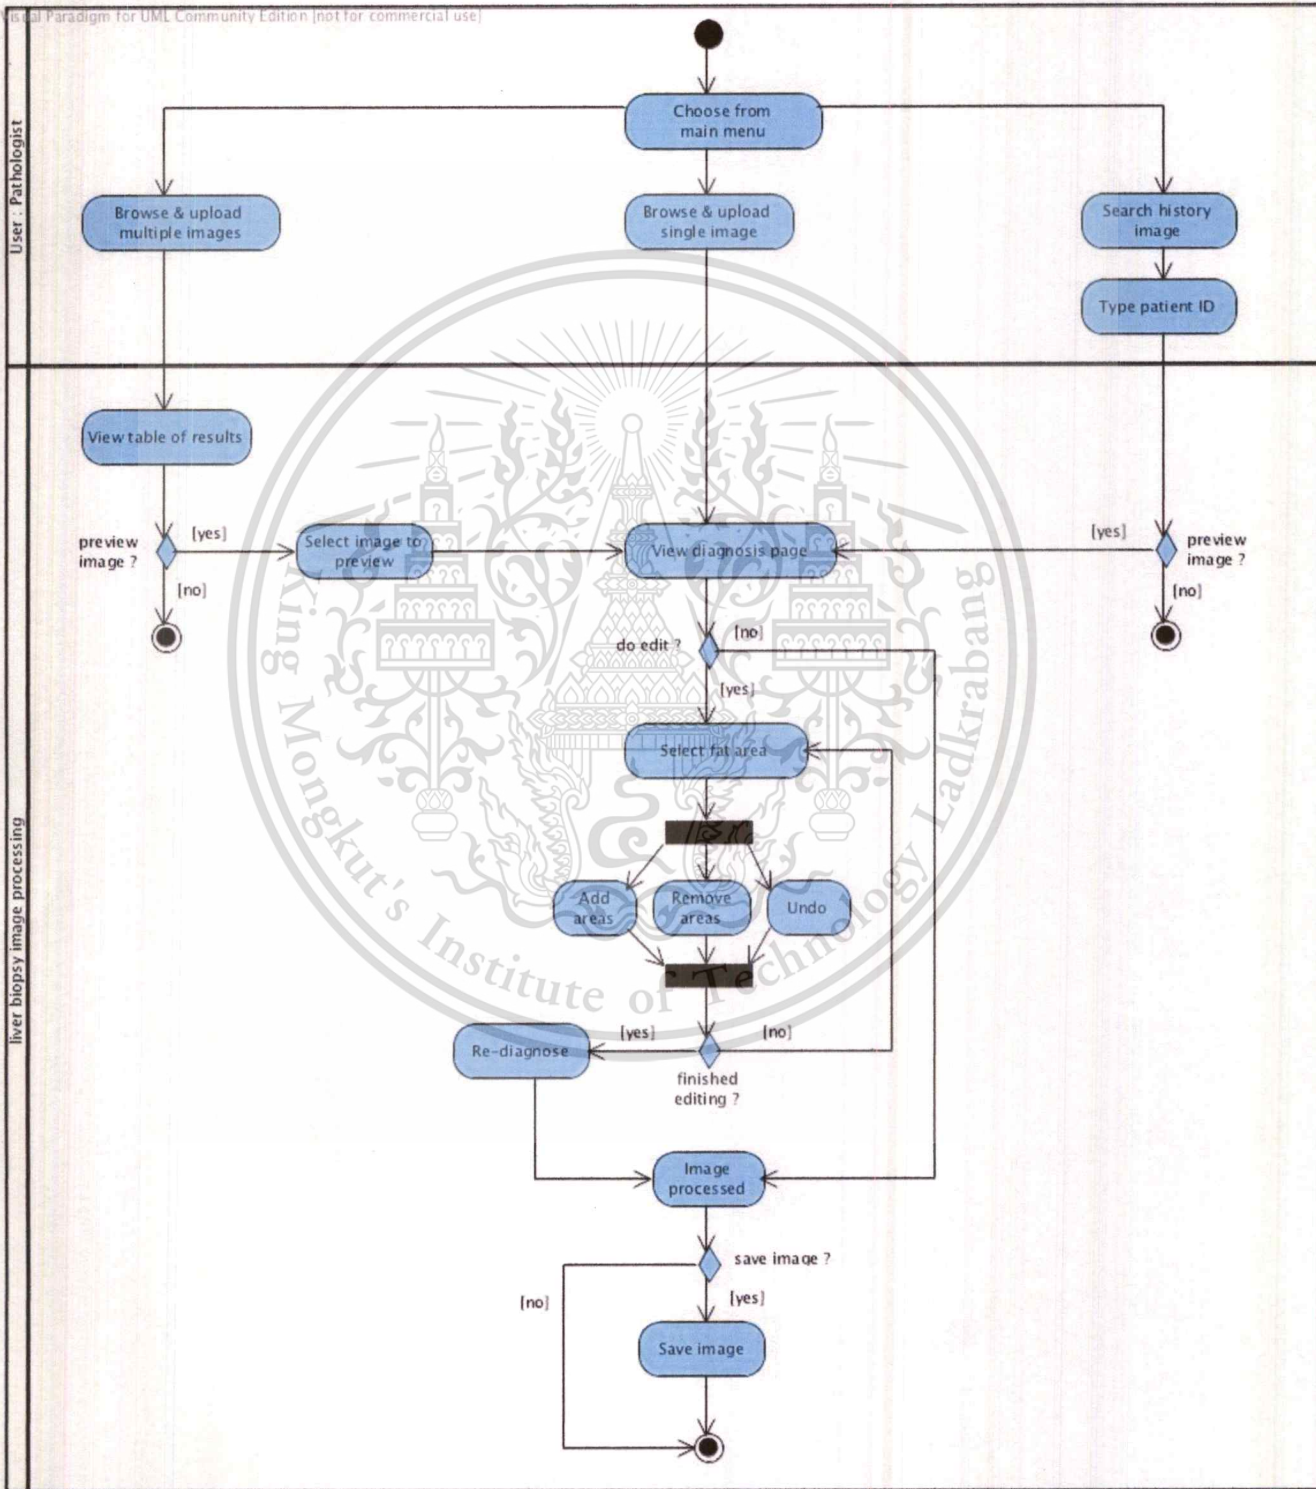 Visual Paradigm for UML Community Edition [not for commercial use]
User : Pathologist
Choose from
main menu
Browse & upload
multiple images
Browse & upload
single image
Search history
image
Type patient ID
liver biopsy image processing
View table of results
preview
image ?
[yes]
[no]
Select image to
preview
View diagnosis page
[yes]
preview
image ?
[no]
do edit ?
[no]
[yes]
Select fat area
Add
areas
Remove
areas
Undo
Re-diagnose
[yes]
[no]
finished
editing ?
Image
processed
save image ?
[no]
[yes]
Save image
King Mongkut's Institute of Technology Ladkrabang